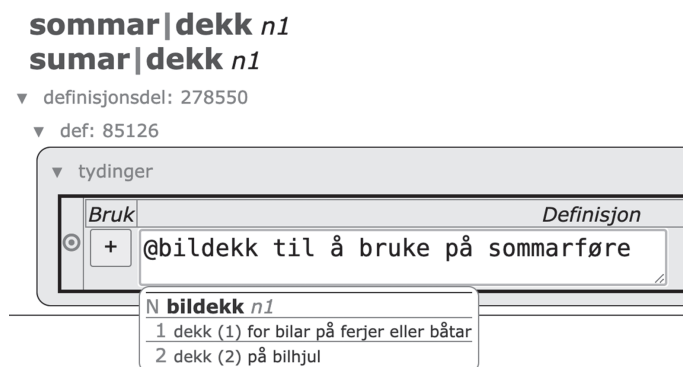 sommar|dekk n1
sumar|dekk n1
▼ definisjonsdel: 278550
▼ def: 85126
▼ tydinger
Bruk Definisjon
+ @bildekk til å bruke på sommarføre
N bildekk n1
1 dekk (1) for bilar på ferjer eller båtar
2 dekk (2) på bilhjul